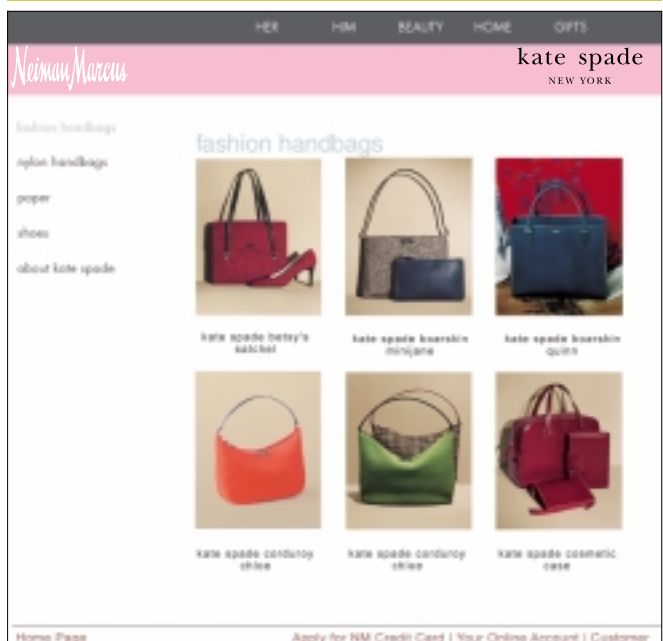 HER HIM BEAUTY HOME GIFTS
Neiman Marcus
kate spade
NEW YORK
fashion handbags
nylon handbags
paper
shoes
about kate spade
fashion handbags
kate spade betsy's
satchel
kate spade boarskin
minijane
kate spade boarskin
quinn
kate spade corduroy
chloe
kate spade corduroy
chloe
kate spade cosmetic
case
Home Page
Apply for NM Credit Card | Your Online Account | Customer